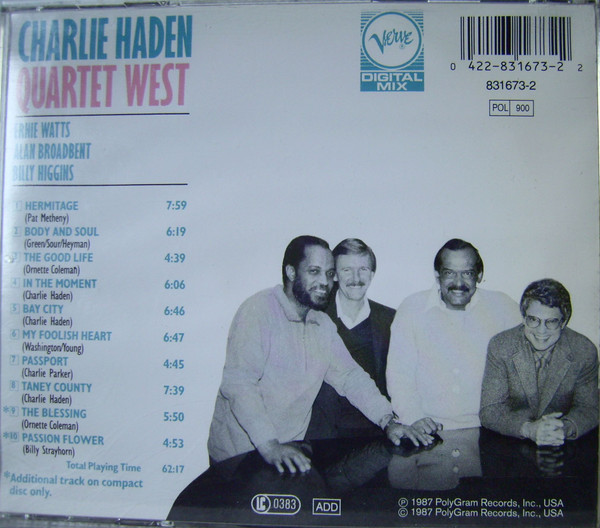 CHARLIE HADEN
QUARTET WEST
ERNIE WATTS
ALAN BROADBENT
BILLY HIGGINS
1 HERMITAGE 7:59
(Pat Metheny)
2 BODY AND SOUL 6:19
(Green/Sour/Heyman)
3 THE GOOD LIFE 4:39
(Ornette Coleman)
4 IN THE MOMENT 6:06
(Charlie Haden)
5 BAY CITY 6:46
(Charlie Haden)
6 MY FOOLISH HEART 6:47
(Washington/Young)
7 PASSPORT 4:45
(Charlie Parker)
8 TANEY COUNTY 7:39
(Charlie Haden)
*9 THE BLESSING 5:50
(Ornette Coleman)
*10 PASSION FLOWER 4:53
(Billy Strayhorn)
Total Playing Time 62:17
*Additional track on compact
disc only.
Verve
DIGITAL
MIX
0 422-831673-2 2
831673-2
POL 900
LC 0383 ADD
℗ 1987 PolyGram Records, Inc., USA
© 1987 PolyGram Records, Inc., USA